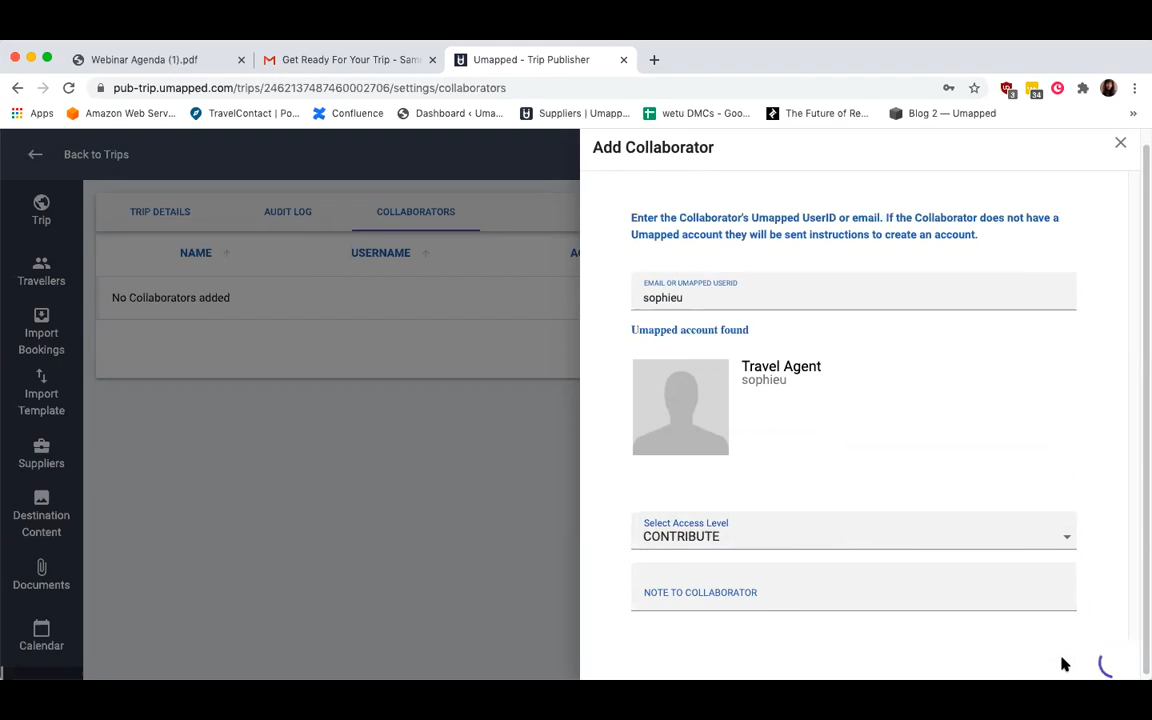 Webinar Agenda (1).pdf
Get Ready For Your Trip - Sam
Umapped - Trip Publisher
pub-trip.umapped.com/trips/2462137487460002706/settings/collaborators
3
34
Apps
Amazon Web Serv...
TravelContact | Po...
Confluence
Dashboard ‹ Uma...
Suppliers | Umapp...
wetu DMCs - Goo...
The Future of Re...
Blog 2 — Umapped
»
Back to Trips
Add Collaborator
Trip
Travellers
Import
Bookings
Import
Template
Suppliers
Destination
Content
Documents
Calendar
TRIP DETAILS
AUDIT LOG
COLLABORATORS
NAME
USERNAME
A
No Collaborators added
Enter the Collaborator's Umapped UserID or email. If the Collaborator does not have a
Umapped account they will be sent instructions to create an account.
EMAIL OR UMAPPED USERID
sophieu
Umapped account found
Travel Agent
sophieu
Select Access Level
CONTRIBUTE
NOTE TO COLLABORATOR